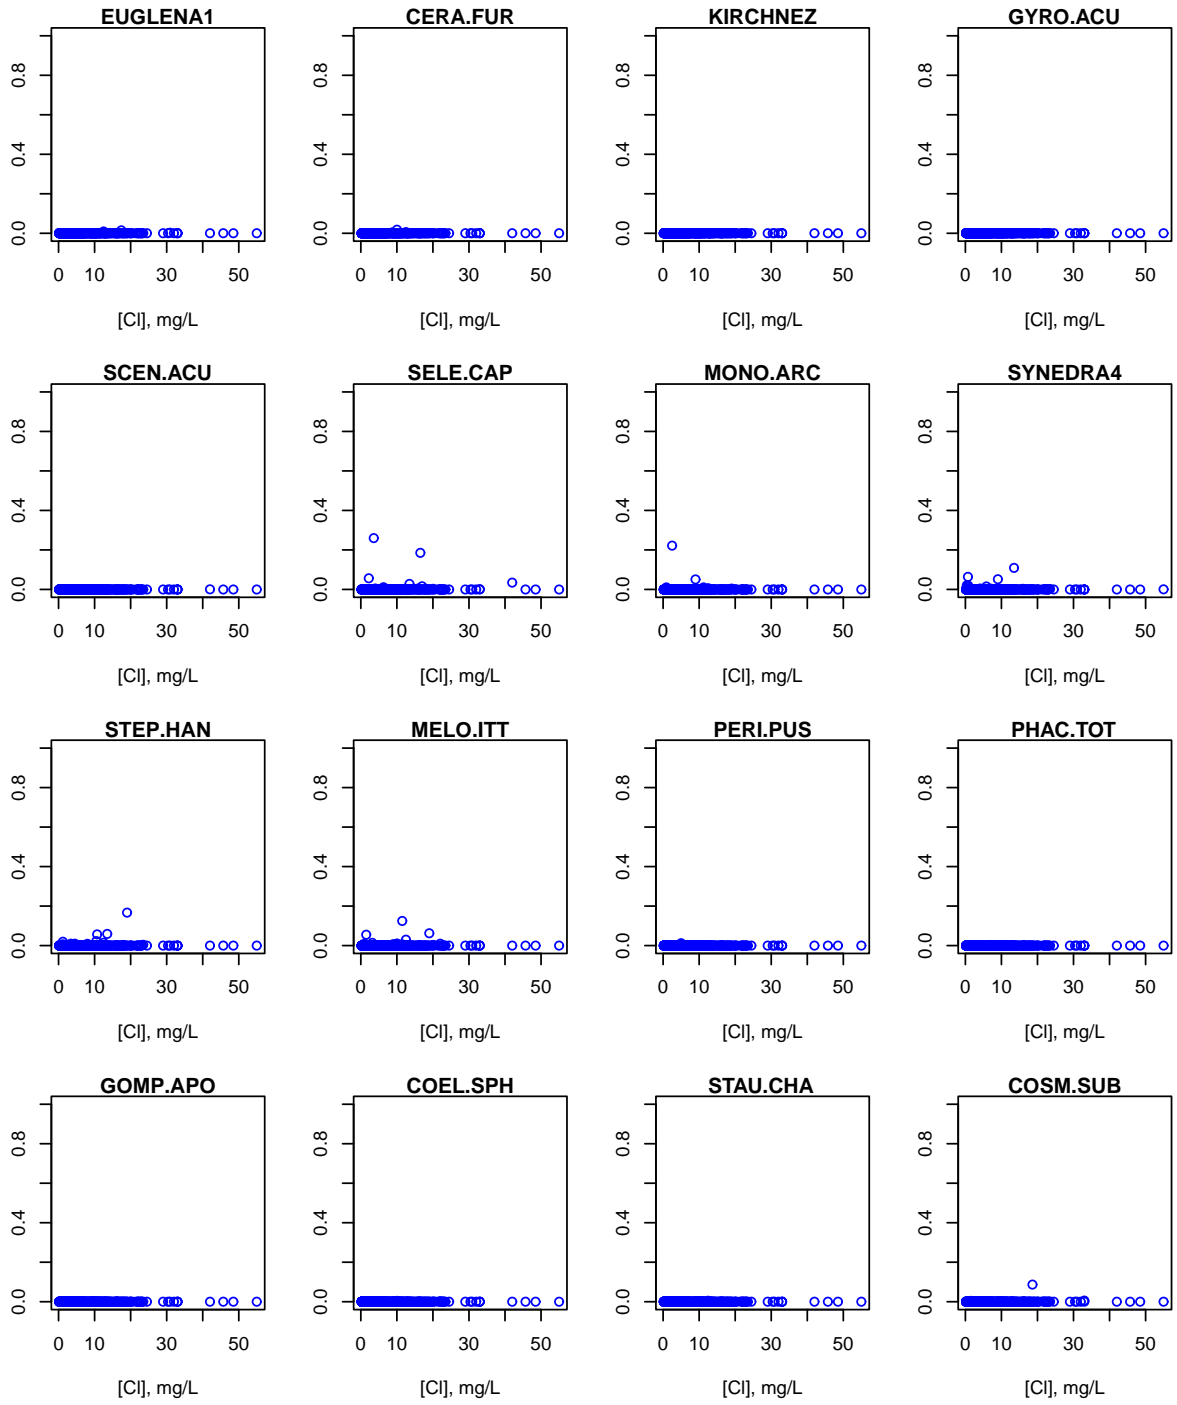 EUGLENA1 CERA.FUR KIRCHNEZ GYRO.ACU
0.8 0.8 0.8 0.8
0.4 0.4 0.4 0.4
0.0 0.0 0.0 0.0
0 10 30 50 0 10 30 50 0 10 30 50 0 10 30 50
[Cl], mg/L [Cl], mg/L [Cl], mg/L [Cl], mg/L
SCEN.ACU SELE.CAP MONO.ARC SYNEDRA4
0.8 0.8 0.8 0.8
0.4 0.4 0.4 0.4
0.0 0.0 0.0 0.0
0 10 30 50 0 10 30 50 0 10 30 50 0 10 30 50
[Cl], mg/L [Cl], mg/L [Cl], mg/L [Cl], mg/L
STEP.HAN MELO.ITT PERI.PUS PHAC.TOT
0.8 0.8 0.8 0.8
0.4 0.4 0.4 0.4
0.0 0.0 0.0 0.0
0 10 30 50 0 10 30 50 0 10 30 50 0 10 30 50
[Cl], mg/L [Cl], mg/L [Cl], mg/L [Cl], mg/L
GOMP.APO COEL.SPH STAU.CHA COSM.SUB
0.8 0.8 0.8 0.8
0.4 0.4 0.4 0.4
0.0 0.0 0.0 0.0
0 10 30 50 0 10 30 50 0 10 30 50 0 10 30 50
[Cl], mg/L [Cl], mg/L [Cl], mg/L [Cl], mg/L